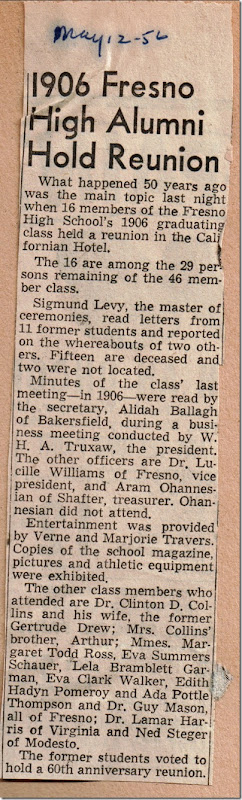 May 12-56
1906 Fresno
High Alumni
Hold Reunion
What happened 50 years ago
was the main topic last night
when 16 members of the Fresno
High School's 1906 graduating
class held a reunion in the Cali
fornian Hotel.
The 16 are among the 29 per-
sons remaining of the 46 mem
ber class.
Sigmund Levy, the master of
ceremonies, read letters from
11 former students and reported
on the whereabouts of two oth-
ers. Fifteen are deceased and
two were not located.
Minutes of the class' last
meeting—in 1906—were read by
the secretary, Alidah Ballagh
of Bakersfield, during a busi-
ness meeting conducted by W.
H. A. Truxaw, the president.
The other officers are Dr. Lu-
cille Williams of Fresno, vice
president, and Aram Ohannes-
ian of Shafter, treasurer. Ohan-
nesian did not attend.
Entertainment was provided
by Verne and Marjorie Travers.
Copies of the school magazine,
pictures and athletic equipment
were exhibited.
The other class members who
attended are Dr. Clinton D. Col-
lins and his wife, the former
Gertrude Drew; Mrs. Collins'
brother, Arthur; Mmes. Mar-
garet Todd Ross, Eva Summers
Schauer, Lela Bramblett Gar-
man, Eva Clark Walker, Edith
Hadyn Pomeroy and Ada Pottle
Thompson and Dr. Guy Mason,
all of Fresno; Dr. Lamar Har-
ris of Virginia and Ned Steger
of Modesto.
The former students voted to
hold a 60th anniversary reunion.